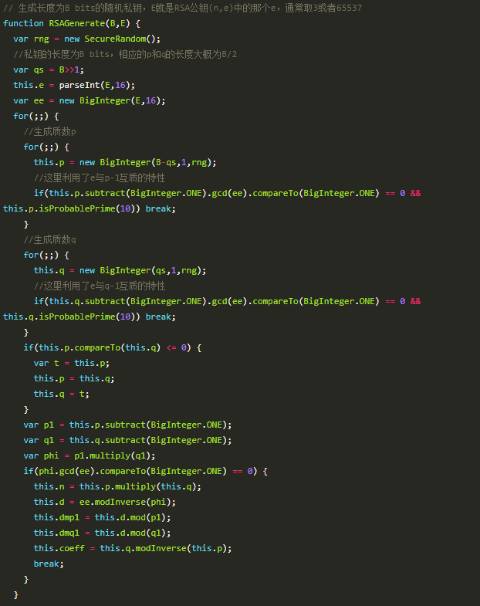 // 生成长度为B bits的随机私钥, E就是RSA公钥(n,e)中的那个e, 通常取3或者65537
function RSAGenerate(B,E) {
var rng = new SecureRandom();
//私钥的长度为B bits, 相应的p和q的长度大概为B/2
var qs = B>>1;
this.e = parseInt(E,16);
var ee = new BigInteger(E,16);
for(;;) {
//生成质数p
for(;;) {
this.p = new BigInteger(B-qs,1,rng);
//这里利用了e与p-1互质的特性
if(this.p.subtract(BigInteger.ONE).gcd(ee).compareTo(BigInteger.ONE) == 0 &&
this.p.isProbablePrime(10)) break;
}
//生成质数q
for(;;) {
this.q = new BigInteger(qs,1,rng);
//这里利用了e与q-1互质的特性
if(this.q.subtract(BigInteger.ONE).gcd(ee).compareTo(BigInteger.ONE) == 0 &&
this.q.isProbablePrime(10)) break;
}
if(this.p.compareTo(this.q) <= 0) {
var t = this.p;
this.p = this.q;
this.q = t;
}
var p1 = this.p.subtract(BigInteger.ONE);
var q1 = this.q.subtract(BigInteger.ONE);
var phi = p1.multiply(q1);
if(phi.gcd(ee).compareTo(BigInteger.ONE) == 0) {
this.n = this.p.multiply(this.q);
this.d = ee.modInverse(phi);
this.dmp1 = this.d.mod(p1);
this.dmq1 = this.d.mod(q1);
this.coeff = this.q.modInverse(this.p);
break;
}
}